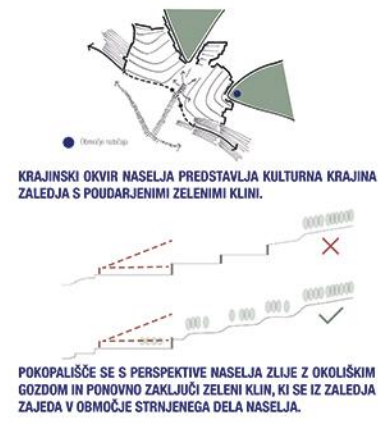 Območje natečaja
KRAJINSKI OKVIR NASELJA PREDSTAVLJA KULTURNA KRAJINA
ZALEDJA S POUDARJENIMI ZELENIMI KLINI.
POKOPALIŠČE SE S PERSPEKTIVE NASELJA ZLIJE Z OKOLIŠKIM
GOZDOM IN PONOVNO ZAKLJUČI ZELENI KLIN, KI SE IZ ZALEDJA
ZAJEDA V OBMOČJE STRNJENEGA DELA NASELJA.